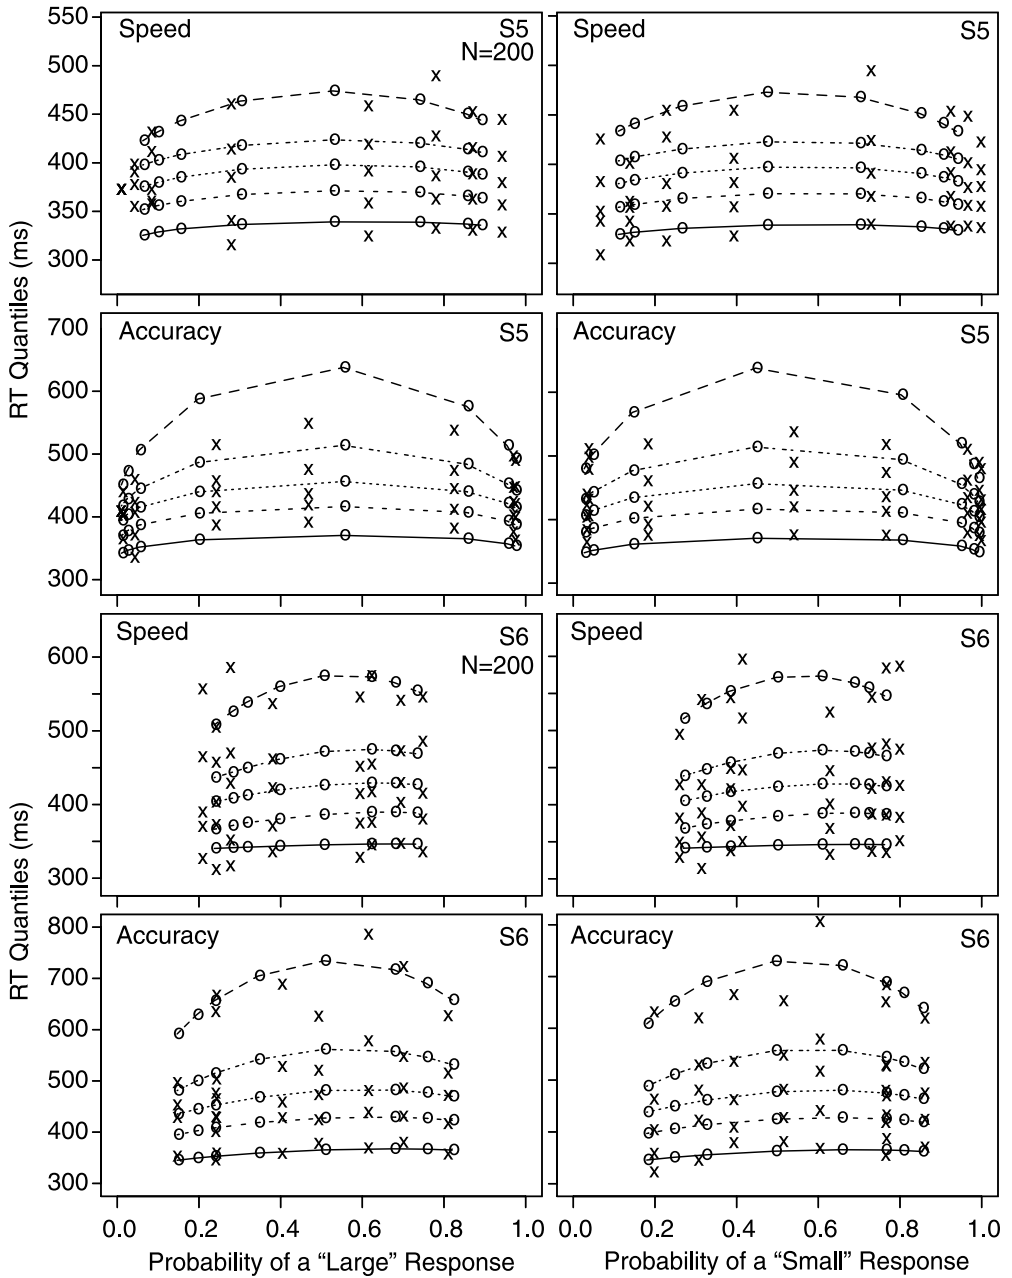 550
500
450
400
350
300
Speed
S5
N=200
Speed
S5
700
600
500
400
300
Accuracy
S5
Accuracy
S5
RT Quantiles (ms)
600
500
400
300
Speed
S6
N=200
Speed
S6
800
700
600
500
400
300
Accuracy
S6
Accuracy
S6
RT Quantiles (ms)
0.0 0.2 0.4 0.6 0.8 1.0
0.0 0.2 0.4 0.6 0.8 1.0
Probability of a “Large” Response
Probability of a “Small” Response